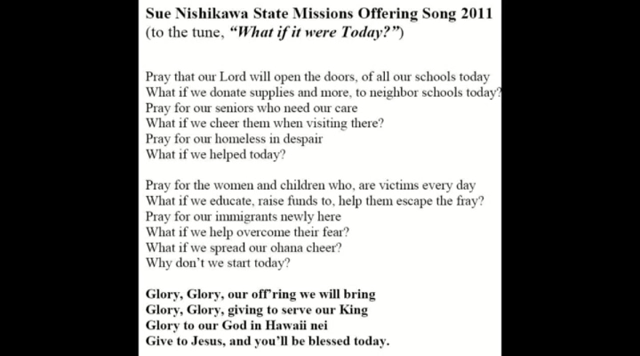 Sue Nishikawa State Missions Offering Song 2011
(to the tune, “What if it were Today?”)
Pray that our Lord will open the doors, of all our schools today
What if we donate supplies and more, to neighbor schools today?
Pray for our seniors who need our care
What if we cheer them when visiting there?
Pray for our homeless in despair
What if we helped today?
Pray for the women and children who, are victims every day
What if we educate, raise funds to, help them escape the fray?
Pray for our immigrants newly here
What if we help overcome their fear?
What if we spread our ohana cheer?
Why don’t we start today?
Glory, Glory, our off’ring we will bring
Glory, Glory, giving to serve our King
Glory to our God in Hawaii nei
Give to Jesus, and you’ll be blessed today.